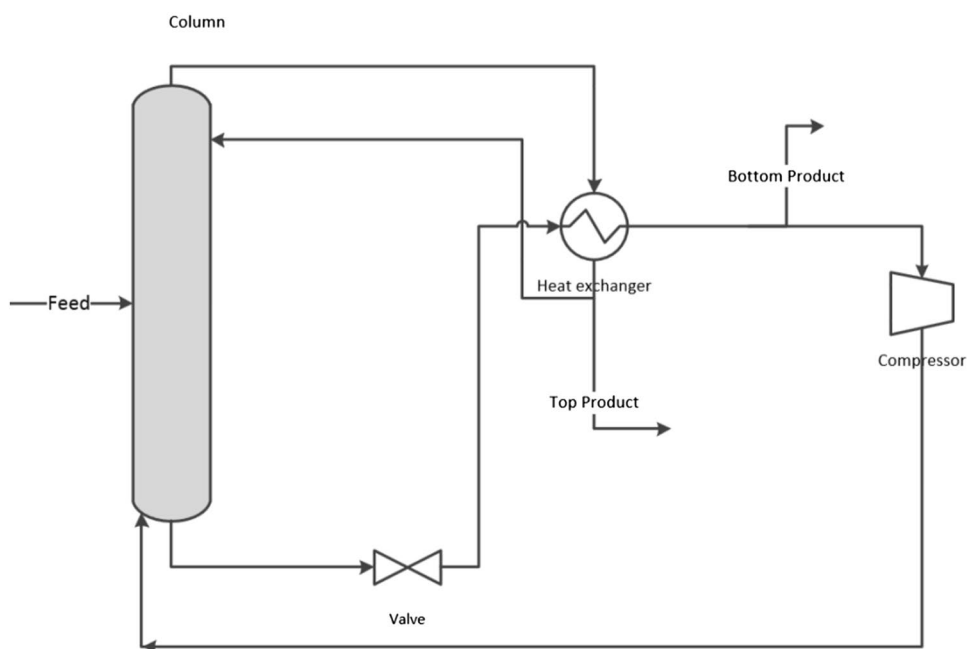 Column
Bottom Product
Heat exchanger
Feed
Compressor
Top Product
Valve